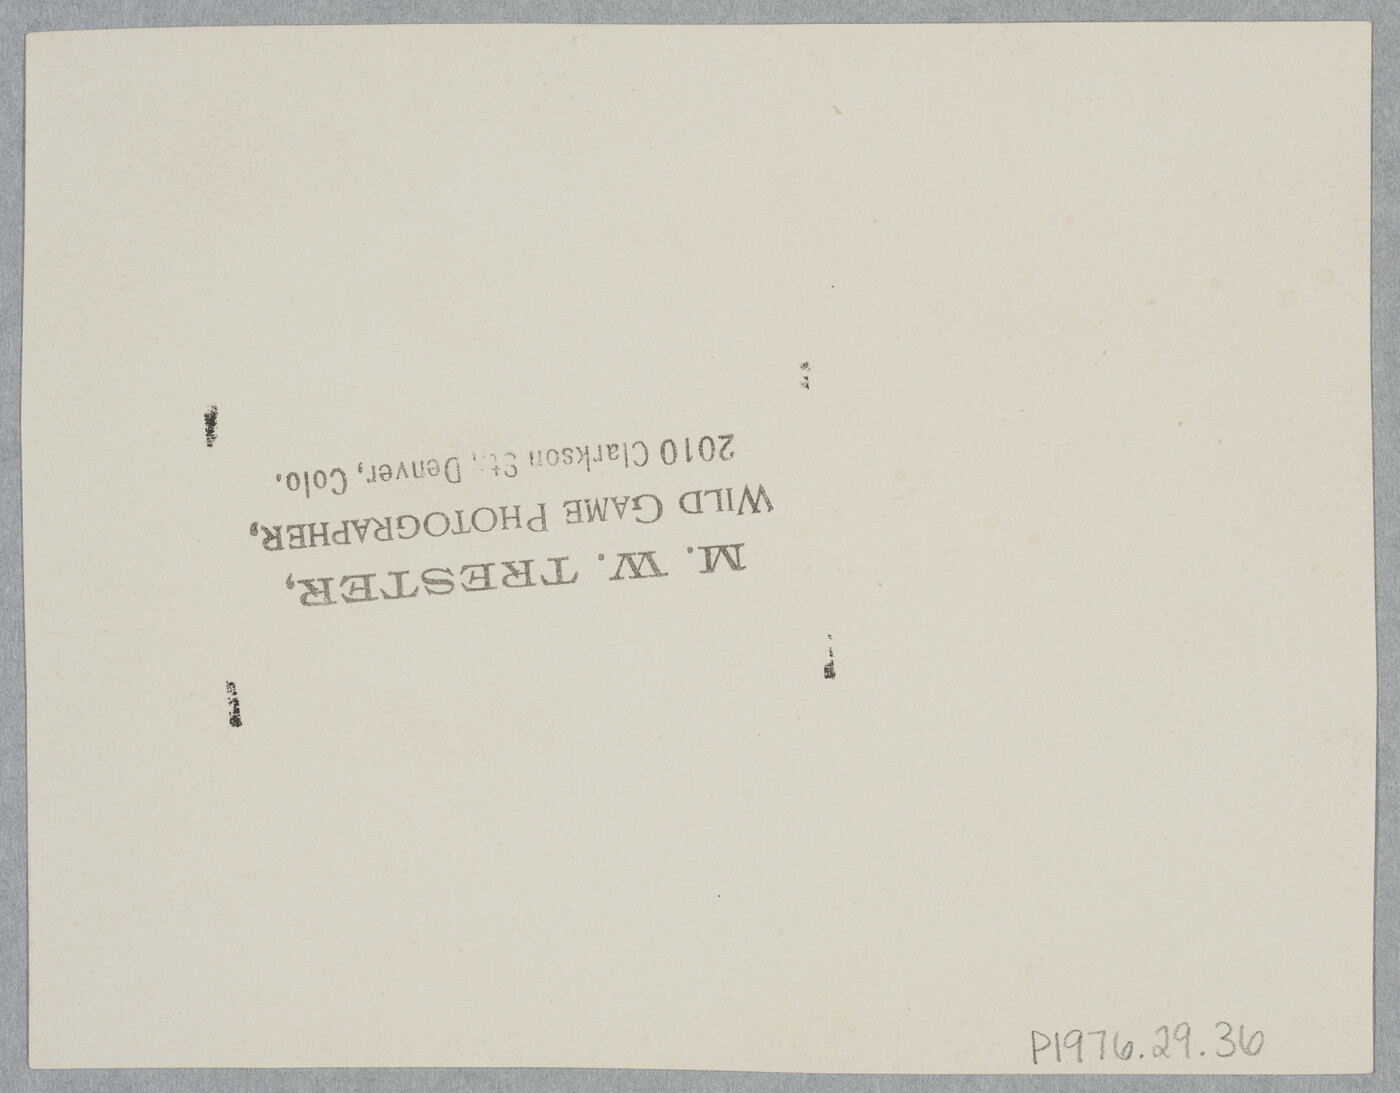 M. W. TRESTER,
WILD GAME PHOTOGRAPHER,
2010 Clarkson St., Denver, Colo.
P1976.29.36